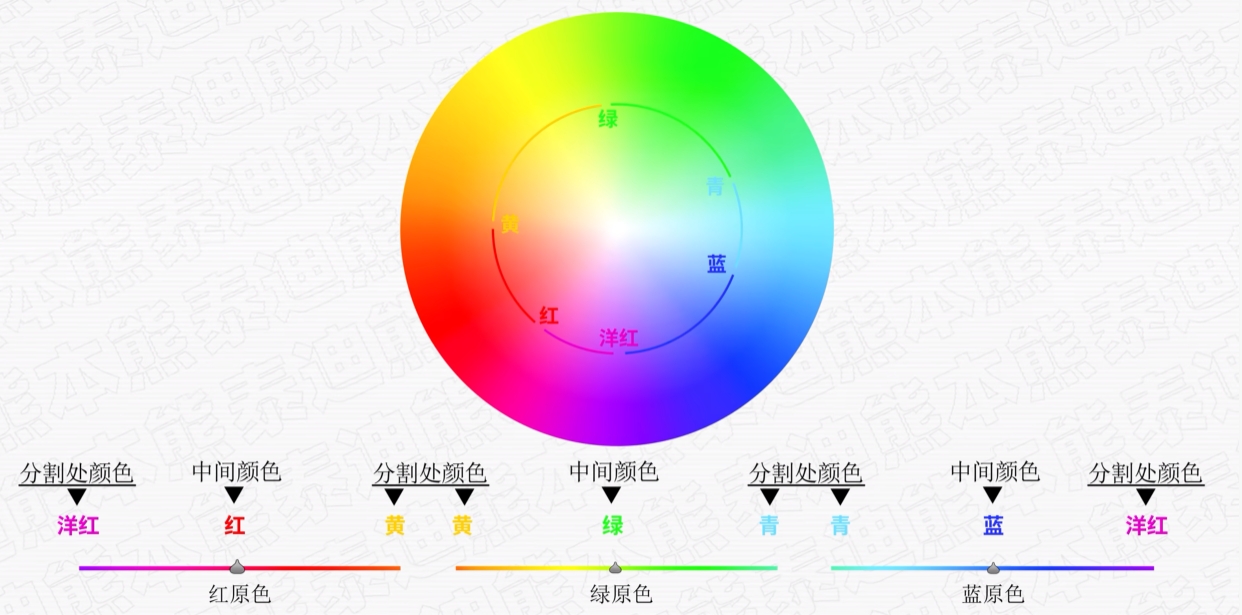 绿
青
黄
蓝
红
洋红
分割处颜色 中间颜色 分割处颜色 中间颜色 分割处颜色 中间颜色 分割处颜色
洋红 红 黄 黄 绿 青 青 蓝 洋红
红原色 绿原色 蓝原色